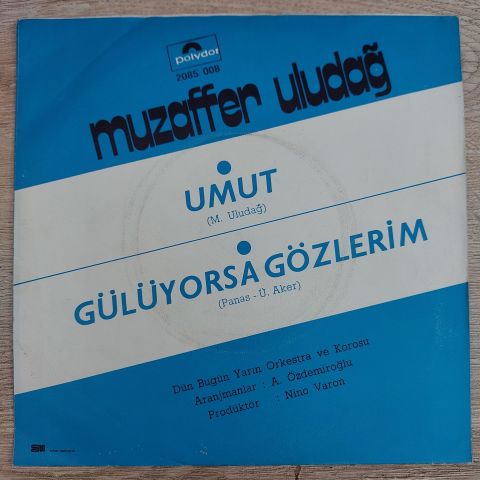 polydor
2085 008
muzaffer uludağ
UMUT
(M. Uludağ)
GÜLÜYORSA GÖZLERİM
(Panas - Ü. Aker)
Dün Bugün Yarın Orkestra ve Korosu
Aranjmanlar : A. Özdemiroğlu
Prodüktör : Nino Varon